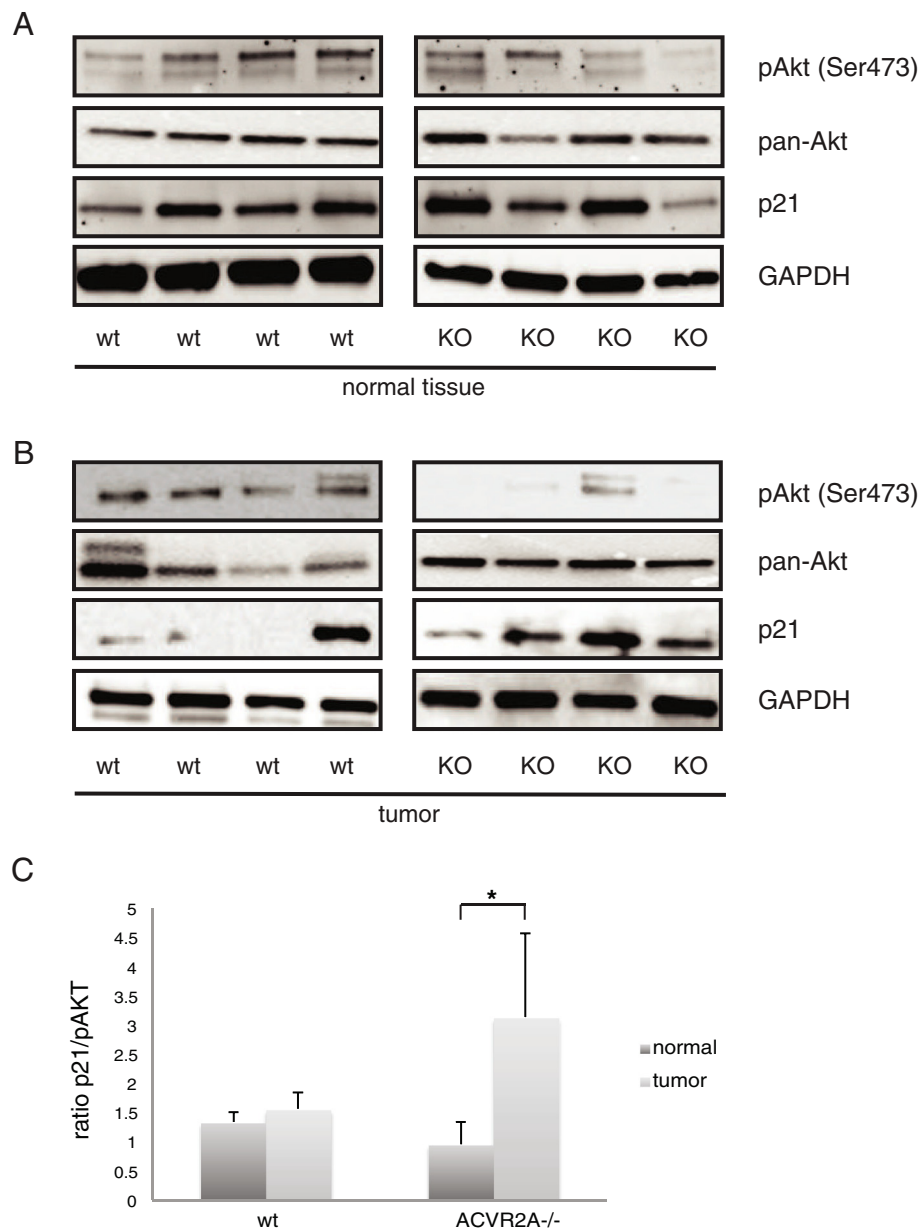 A
pAkt (Ser473)
pan-Akt
p21
GAPDH
wt wt wt wt KO KO KO KO
normal tissue
B
pAkt (Ser473)
pan-Akt
p21
GAPDH
wt wt wt wt KO KO KO KO
tumor
C
*
5
4.5
4
3.5
3
2.5
2
1.5
1
0.5
0
ratio p21/pAKT
normal
tumor
wt ACVR2A-/-